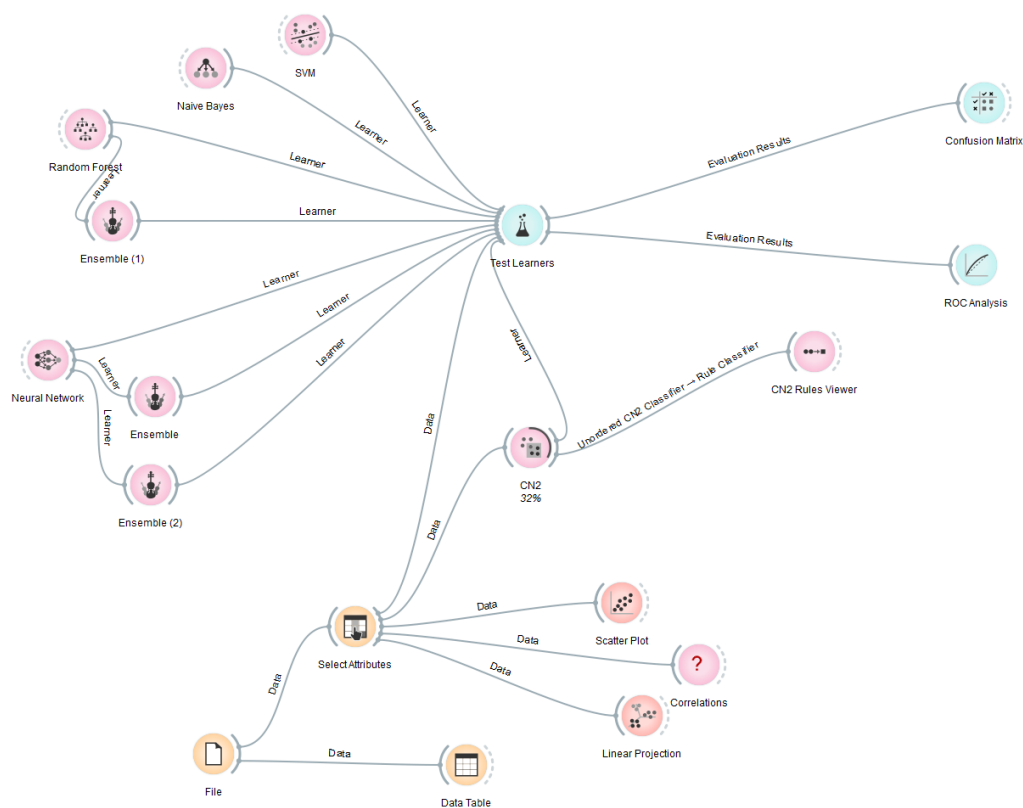 SVM
Naive Bayes
Learner
Learner
Confusion Matrix
Random Forest
Learner
Learner
Evaluation Results
Learner
Ensemble (1)
Test Learners
Evaluation Results
ROC Analysis
Learner
Learner
Learner
Learner
Neural Network
Learner
Learner
Ensemble
Learner
Unordered CN2 Classifier → Rule Classifier
CN2 Rules Viewer
Data
CN2
32%
Ensemble (2)
Data
Data
Scatter Plot
Select Attributes
Data
Data
?
Correlations
Data
Linear Projection
File
Data
Data Table